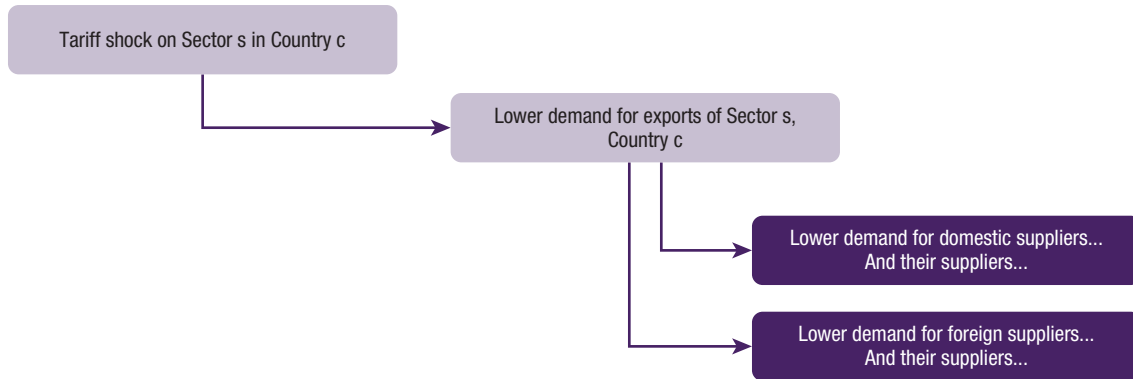 Tariff shock on Sector s in Country c
Lower demand for exports of Sector s,
Country c
Lower demand for domestic suppliers...
And their suppliers...
Lower demand for foreign suppliers...
And their suppliers...